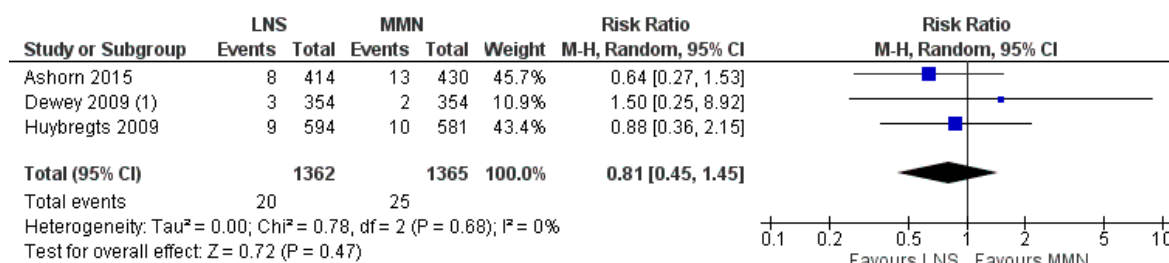 LNS MMN Risk Ratio Risk Ratio
Study or Subgroup Events Total Events Total Weight M-H, Random, 95% CI M-H, Random, 95% CI
Ashorn 2015 8 414 13 430 45.7% 0.64 [0.27, 1.53]
Dewey 2009 (1) 3 354 2 354 10.9% 1.50 [0.25, 8.92]
Huybregts 2009 9 594 10 581 43.4% 0.88 [0.36, 2.15]
Total (95% CI) 1362 1365 100.0% 0.81 [0.45, 1.45]
Total events 20 25
Heterogeneity: Tau² = 0.00; Chi² = 0.78, df = 2 (P = 0.68); I² = 0%
Test for overall effect: Z = 0.72 (P = 0.47)
0.1 0.2 0.5 1 2 5 10
Favours LNS Favours MMN